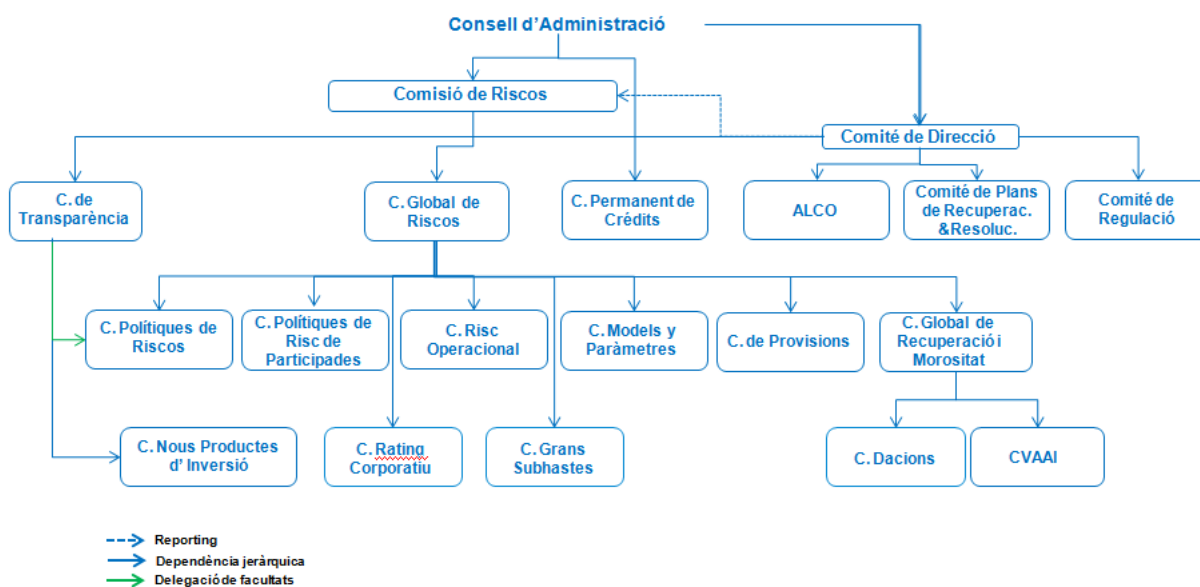 Consell d'Administració
Comisió de Riscos
Comité de Direcció
C. de
Transparència
C. Global de
Riscos
C. Permanent de
Crédits
ALCO
Comité de Plans
de Recuperac.
&Resoluc.
Comité de
Regulació
C. Polítiques de
Riscos
C. Polítiques de
Risc de
Participades
C. Risc
Operacional
C. Models y
Paràmetres
C. de Provisions
C. Global de
Recuperació i
Morositat
C. Nous Productes
d' Inversió
C. Rating
Corporatiu
C. Grans
Subhastes
C. Dacions
CVAAI
Reporting
Dependència jeràrquica
Delegació de facultats